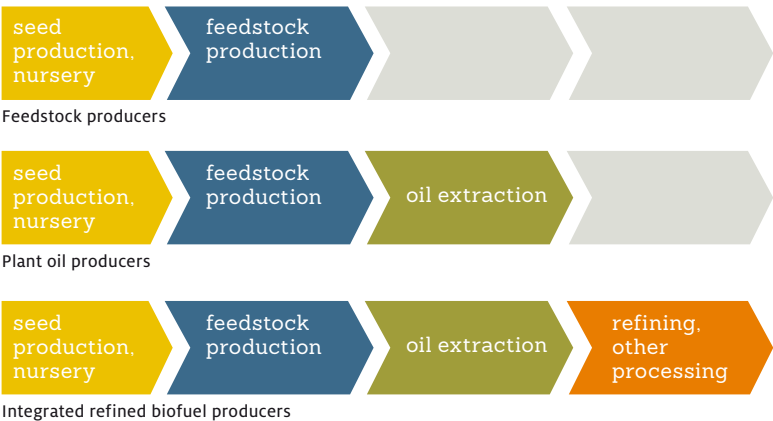 seed
production,
nursery
feedstock
production
Feedstock producers
seed
production,
nursery
feedstock
production
oil extraction
Plant oil producers
seed
production,
nursery
feedstock
production
oil extraction
refining,
other
processing
Integrated refined biofuel producers